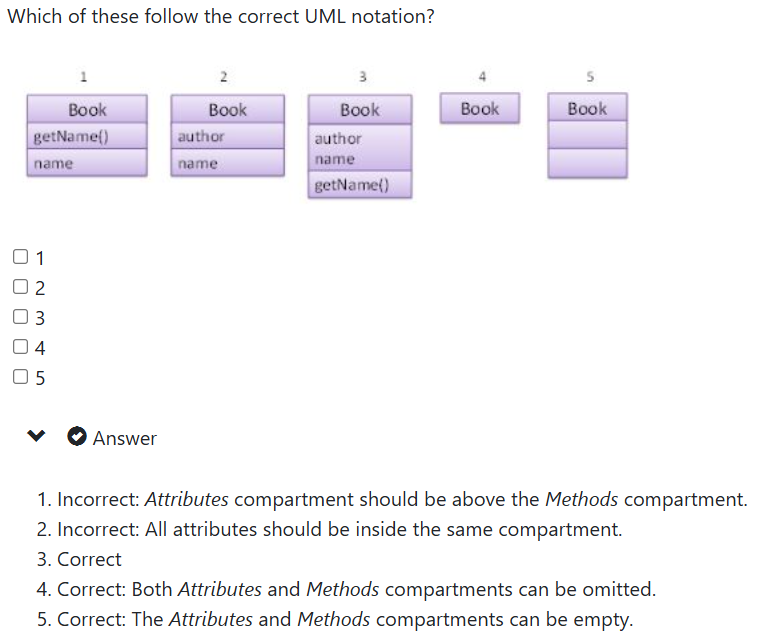 Which of these follow the correct UML notation?
1 2 3 4 5
Book Book Book Book Book
getName() author author
name name name
getName()
1
2
3
4
5
Answer
1. Incorrect: Attributes compartment should be above the Methods compartment.
2. Incorrect: All attributes should be inside the same compartment.
3. Correct
4. Correct: Both Attributes and Methods compartments can be omitted.
5. Correct: The Attributes and Methods compartments can be empty.